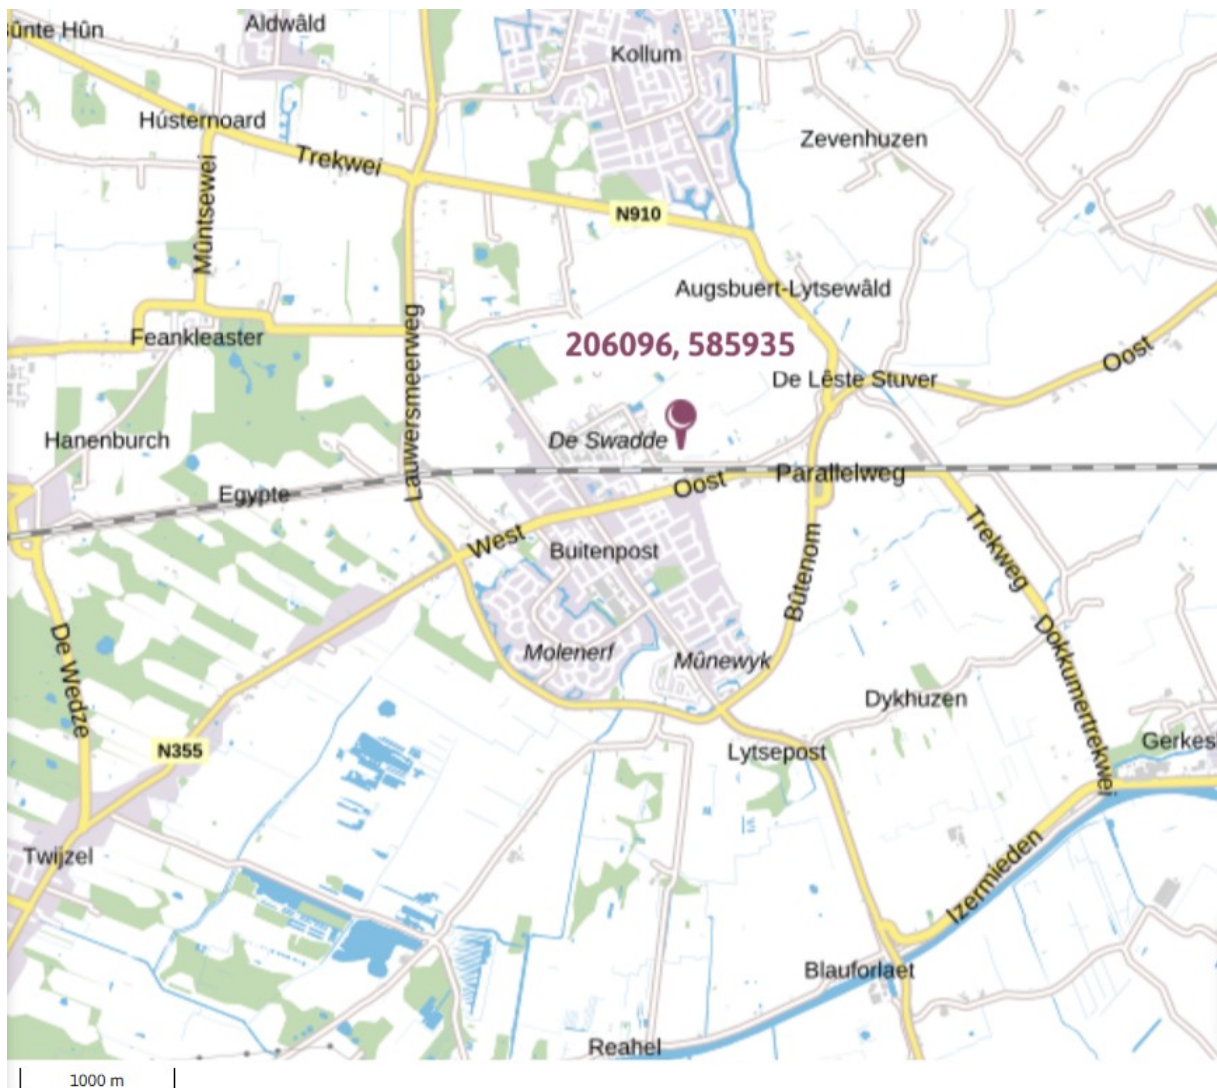 Aldwâld
ûnte Hûn
Kollum
Hústernoard
Zevenhuzen
Trekwei
Mûntsewei
N910
Augsbuert-Lytsewâld
Feankleaster
Lauwersmeerweg
206096, 585935
Oost
De Lêste Stuver
Hanenburch
De Swadde
Parallelweg
Oost
Egypte
West
Trekweg
Buitenpost
Bûtenom
De Wedze
Molenerf
Mûnewyk
Dokkumertrekwei
Dykhuzen
N355
Lytsepost
Gerkes
Twijzel
Izermieden
Blauforlaet
Reahel
1000 m